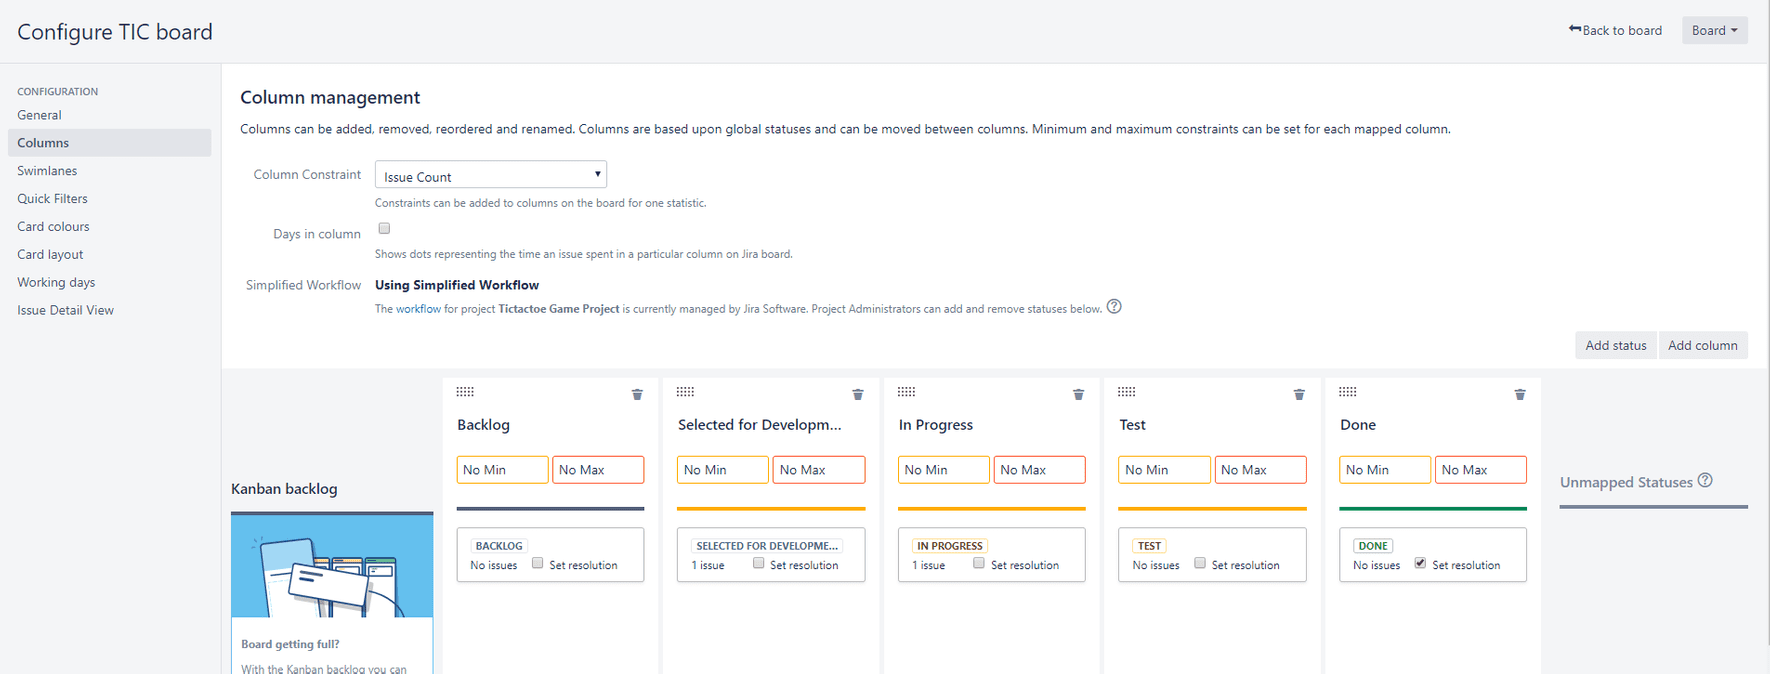 Configure TIC board
Back to board
Board
CONFIGURATION
General
Columns
Swimlanes
Quick Filters
Card colours
Card layout
Working days
Issue Detail View
Column management
Columns can be added, removed, reordered and renamed. Columns are based upon global statuses and can be moved between columns. Minimum and maximum constraints can be set for each mapped column.
Column Constraint
Issue Count
Constraints can be added to columns on the board for one statistic.
Days in column
Shows dots representing the time an issue spent in a particular column on Jira board.
Simplified Workflow
Using Simplified Workflow
The workflow for project Tictactoe Game Project is currently managed by Jira Software. Project Administrators can add and remove statuses below. ?
Add status
Add column
Kanban backlog
Board getting full?
With the Kanban backlog you can
Backlog
No Min
No Max
BACKLOG
No issues
Set resolution
Selected for Developm...
No Min
No Max
SELECTED FOR DEVELOPME...
1 issue
Set resolution
In Progress
No Min
No Max
IN PROGRESS
1 issue
Set resolution
Test
No Min
No Max
TEST
No issues
Set resolution
Done
No Min
No Max
DONE
No issues
Set resolution
Unmapped Statuses ?